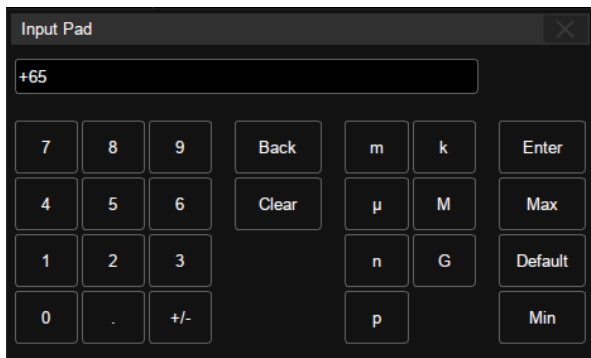 Input Pad
+65
7 8 9 Back m k Enter
4 5 6 Clear μ M Max
1 2 3 n G Default
0 . +/- p Min